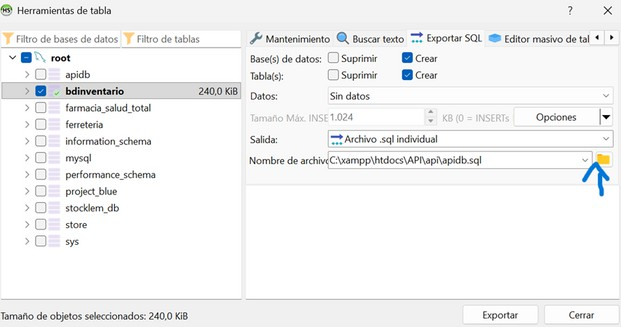 Herramientas de tabla
Filtro de bases de datos Filtro de tablas
root
apidb
bdinventario 240,0 KiB
farmacia_salud_total
ferreteria
information_schema
mysql
performance_schema
project_blue
stocklem_db
store
sys
Mantenimiento Buscar texto Exportar SQL Editor masivo de tal
Base(s) de datos: Suprimir Crear
Tabla(s): Suprimir Crear
Datos: Sin datos
Tamaño Máx. INSE 1.024 KB (0 = INSERTs Opciones
Salida: Archivo .sql individual
Nombre de archivo C:\xampp\htdocs\API\api\apidb.sql
Tamaño de objetos seleccionados: 240,0 KiB
Exportar Cerrar